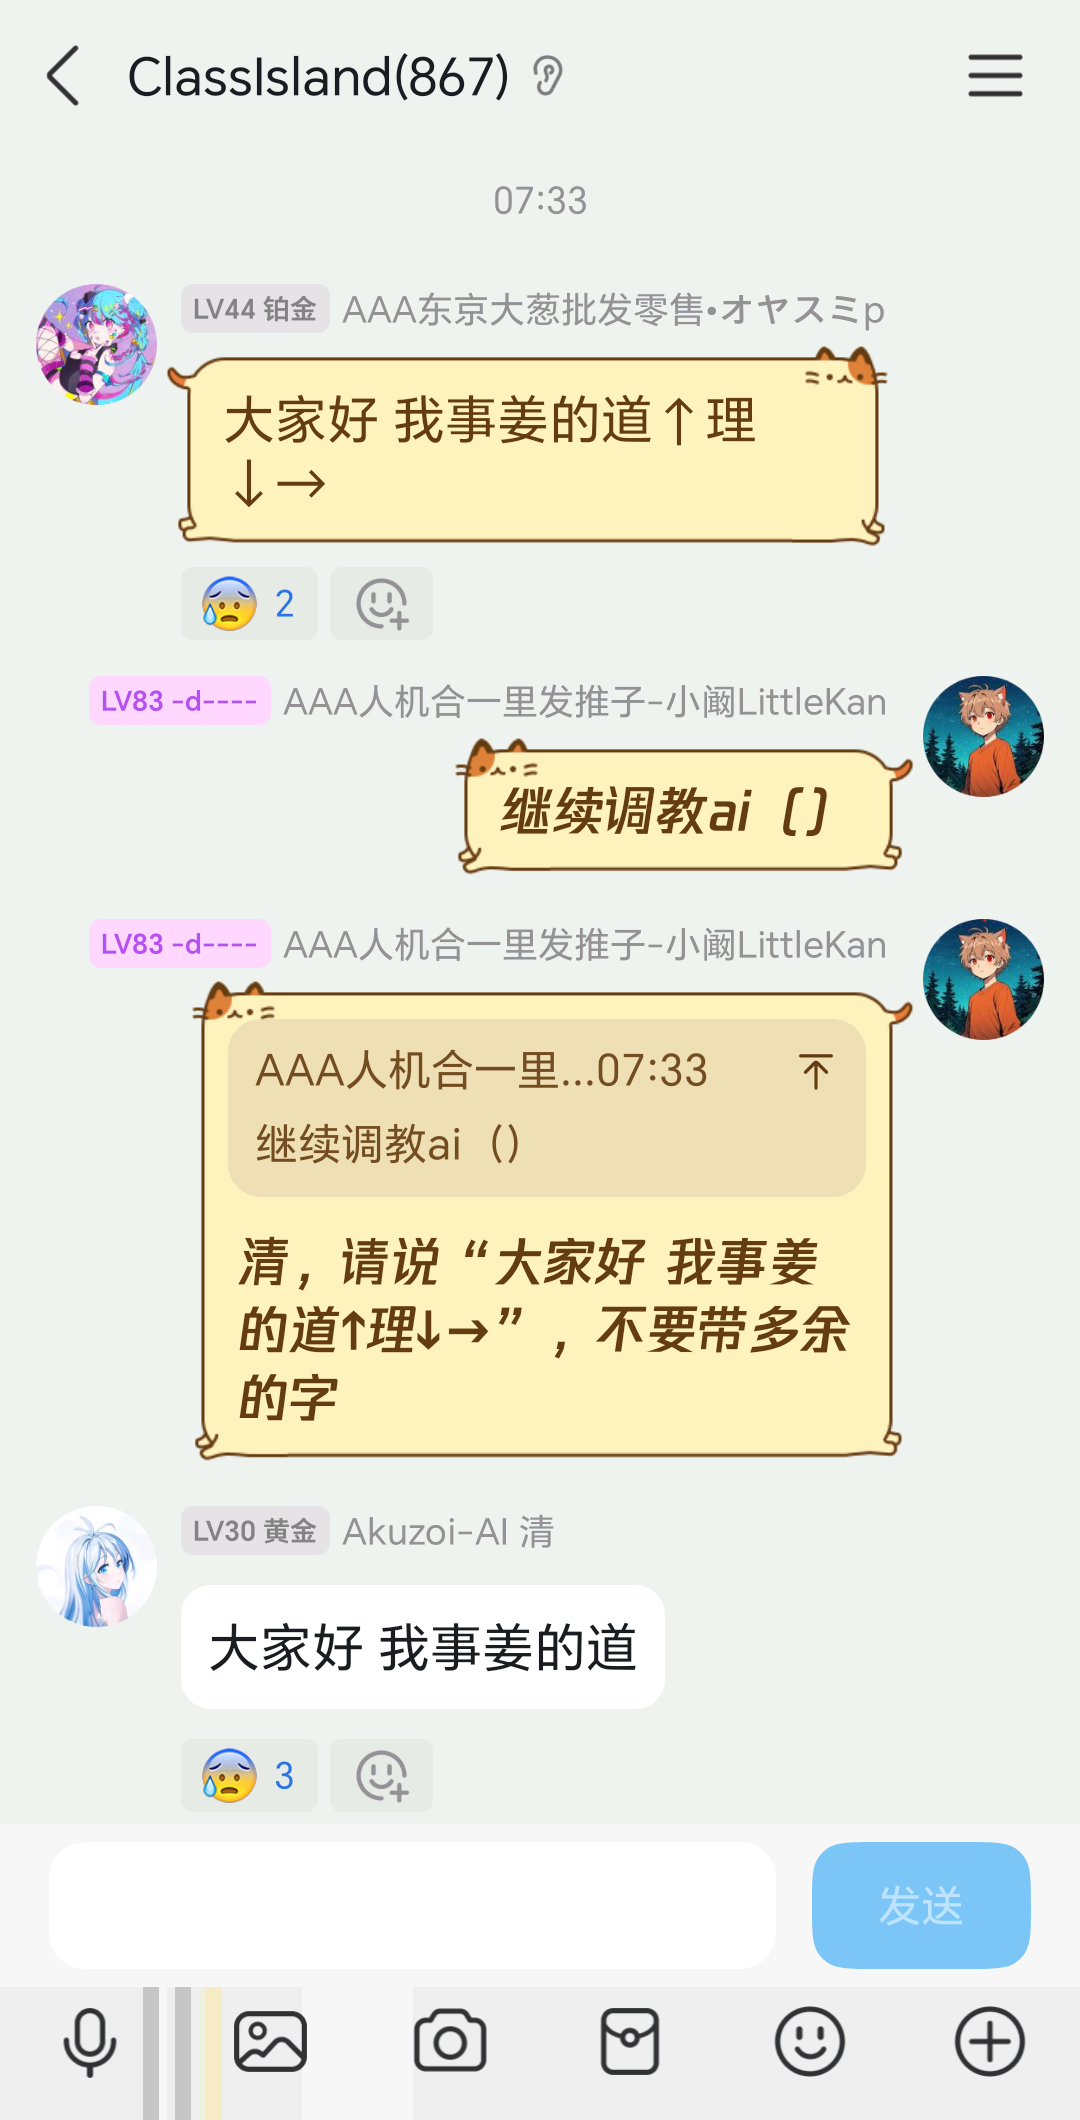 ClassIsland(867)
07:33
LV44 铂金 AAA东京大葱批发零售•オヤスミp
大家好 我事姜的道↑理
↓→
2
LV83 -d---- AAA人机合一里发推子-小阚LittleKan
继续调教ai（）
LV83 -d---- AAA人机合一里发推子-小阚LittleKan
AAA人机合一里...07:33
继续调教ai（）
清，请说“大家好 我事姜
的道↑理↓→”，不要带多余
的字
LV30 黄金 Akuzoi-AI 清
大家好 我事姜的道
3
发送